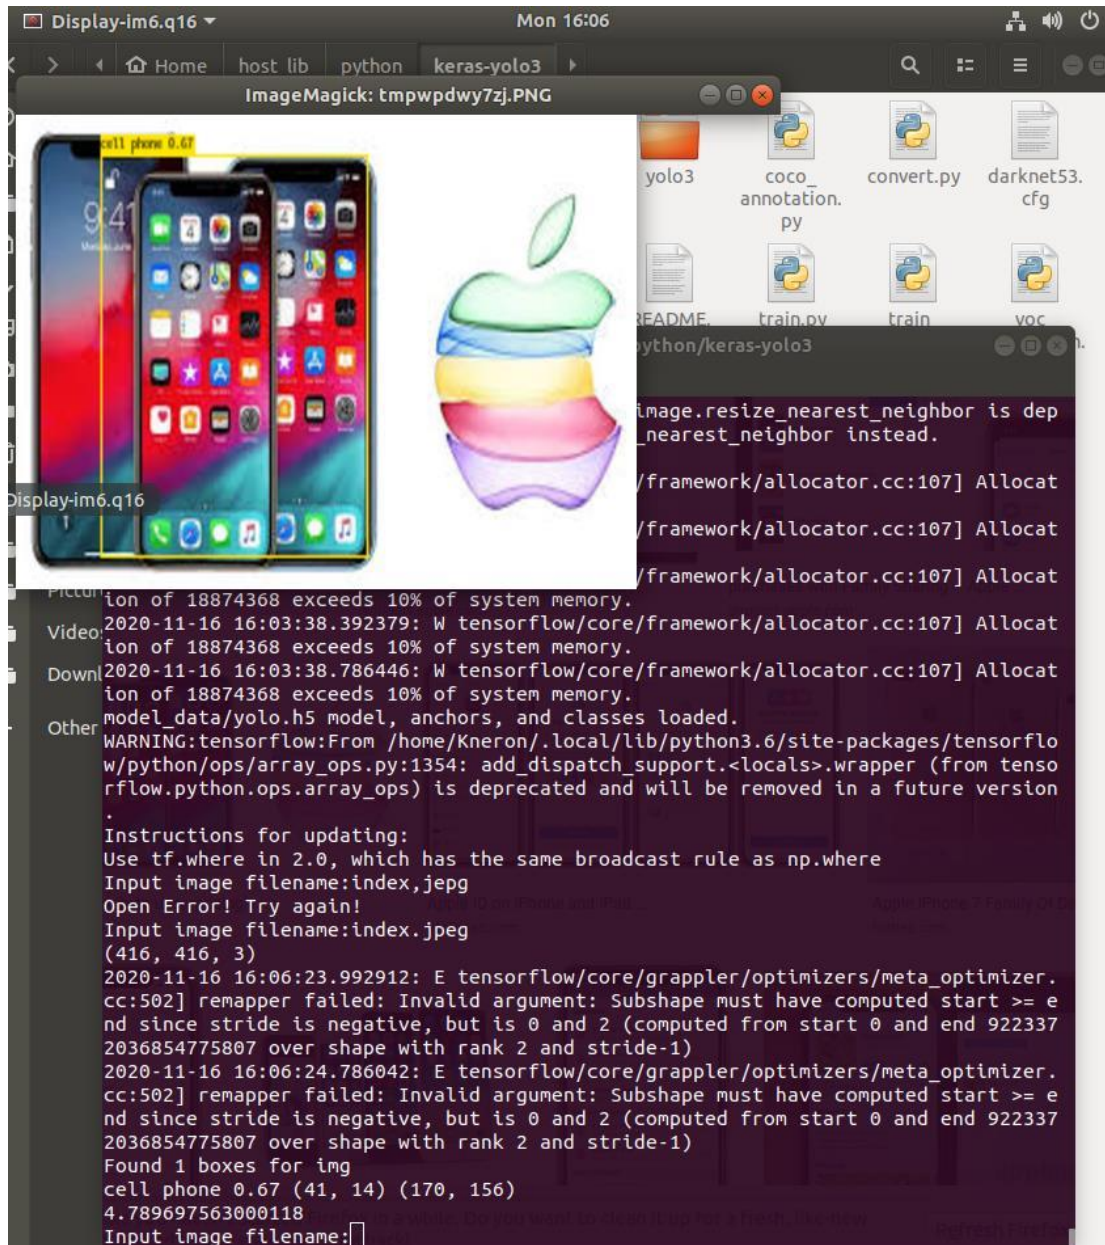 Display-im6.q16
Mon 16:06
Home host_lib python keras-yolo3
ImageMagick: tmpwpdwy7zj.PNG
cell phone 0.67
9:41
yolo3
coco_
annotation.
py
convert.py
darknet53.
cfg
README.
train.py
train
voc
python/keras-yolo3
Display-im6.q16
image.resize_nearest_neighbor is dep
_nearest_neighbor instead.
/framework/allocator.cc:107] Allocat
/framework/allocator.cc:107] Allocat
/framework/allocator.cc:107] Allocat
Pictur
Videos
Downl
Other
ion of 18874368 exceeds 10% of system memory.
2020-11-16 16:03:38.392379: W tensorflow/core/framework/allocator.cc:107] Allocat
ion of 18874368 exceeds 10% of system memory.
2020-11-16 16:03:38.786446: W tensorflow/core/framework/allocator.cc:107] Allocat
ion of 18874368 exceeds 10% of system memory.
model_data/yolo.h5 model, anchors, and classes loaded.
WARNING:tensorflow:From /home/Kneron/.local/lib/python3.6/site-packages/tensorflo
w/python/ops/array_ops.py:1354: add_dispatch_support.<locals>.wrapper (from tenso
rflow.python.ops.array_ops) is deprecated and will be removed in a future version
.
Instructions for updating:
Use tf.where in 2.0, which has the same broadcast rule as np.where
Input image filename:index,jepg
Open Error! Try again!
Input image filename:index.jpeg
(416, 416, 3)
2020-11-16 16:06:23.992912: E tensorflow/core/grappler/optimizers/meta_optimizer.
cc:502] remapper failed: Invalid argument: Subshape must have computed start >= e
nd since stride is negative, but is 0 and 2 (computed from start 0 and end 922337
2036854775807 over shape with rank 2 and stride-1)
2020-11-16 16:06:24.786042: E tensorflow/core/grappler/optimizers/meta_optimizer.
cc:502] remapper failed: Invalid argument: Subshape must have computed start >= e
nd since stride is negative, but is 0 and 2 (computed from start 0 and end 922337
2036854775807 over shape with rank 2 and stride-1)
Found 1 boxes for img
cell phone 0.67 (41, 14) (170, 156)
4.789697563000118
Input image filename: